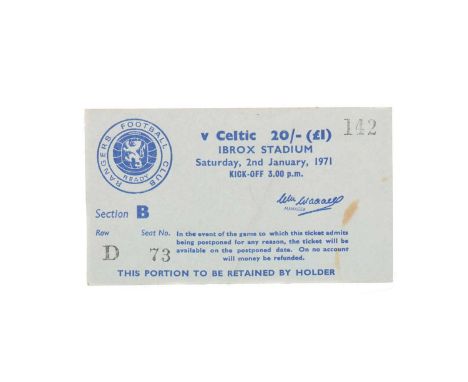 RANGERS FOOTBALL CLUB
READY
v Celtic 20/- (£1)
142
IBROX STADIUM
Saturday, 2nd January, 1971
KICK-OFF 3.00 p.m.
Will Waddell
MANAGER
Section B
Row Seat No.
D 73
In the event of the game to which this ticket admits
being postponed for any reason, the ticket will be
available on the postponed date. On no account
will money be refunded.
THIS PORTION TO BE RETAINED BY HOLDER